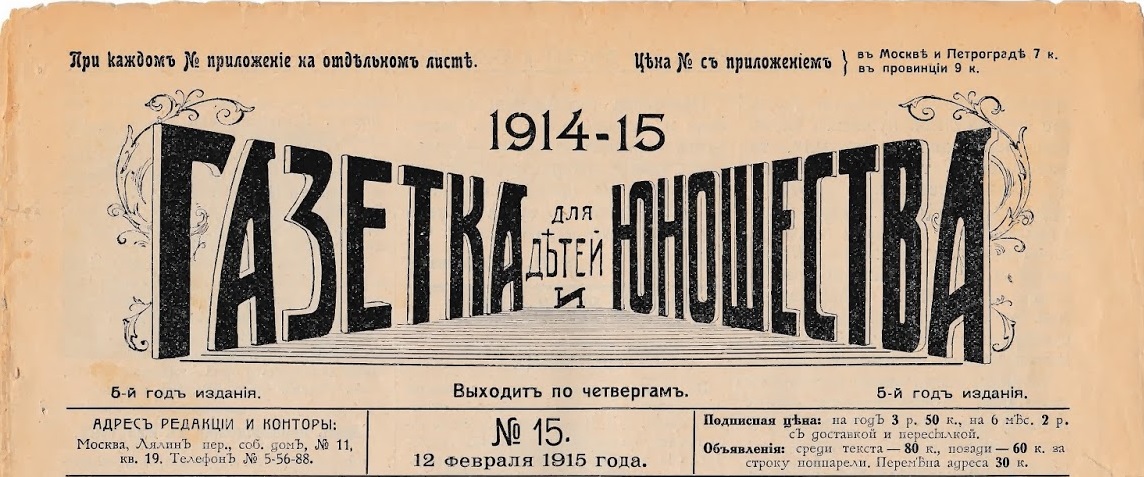 При каждомъ № приложеніе на отдѣльномъ листѣ.
Цѣна № съ приложеніемъ } въ Москвѣ и Петроградѣ 7 к.
въ провинціи 9 к.
1914-15
ГАЗЕТКА
для
дѣтей
и
ЮНОШЕСТВА
5-й годъ изданія.
Выходитъ по четвергамъ.
5-й годъ изданія.
АДРЕСЪ РЕДАКЦІИ И КОНТОРЫ:
Москва, Лялинъ пер., соб. домъ, № 11,
кв. 19. Телефонъ № 5-56-88.
№ 15.
12 февраля 1915 года.
Подписная цѣна: на годъ 3 р. 50 к., на 6 мѣс. 2 р.
съ доставкой и пересылкой.
Объявленія: среди текста — 80 к., позади — 60 к. за
строку нонпарели. Перемѣна адреса 30 к.